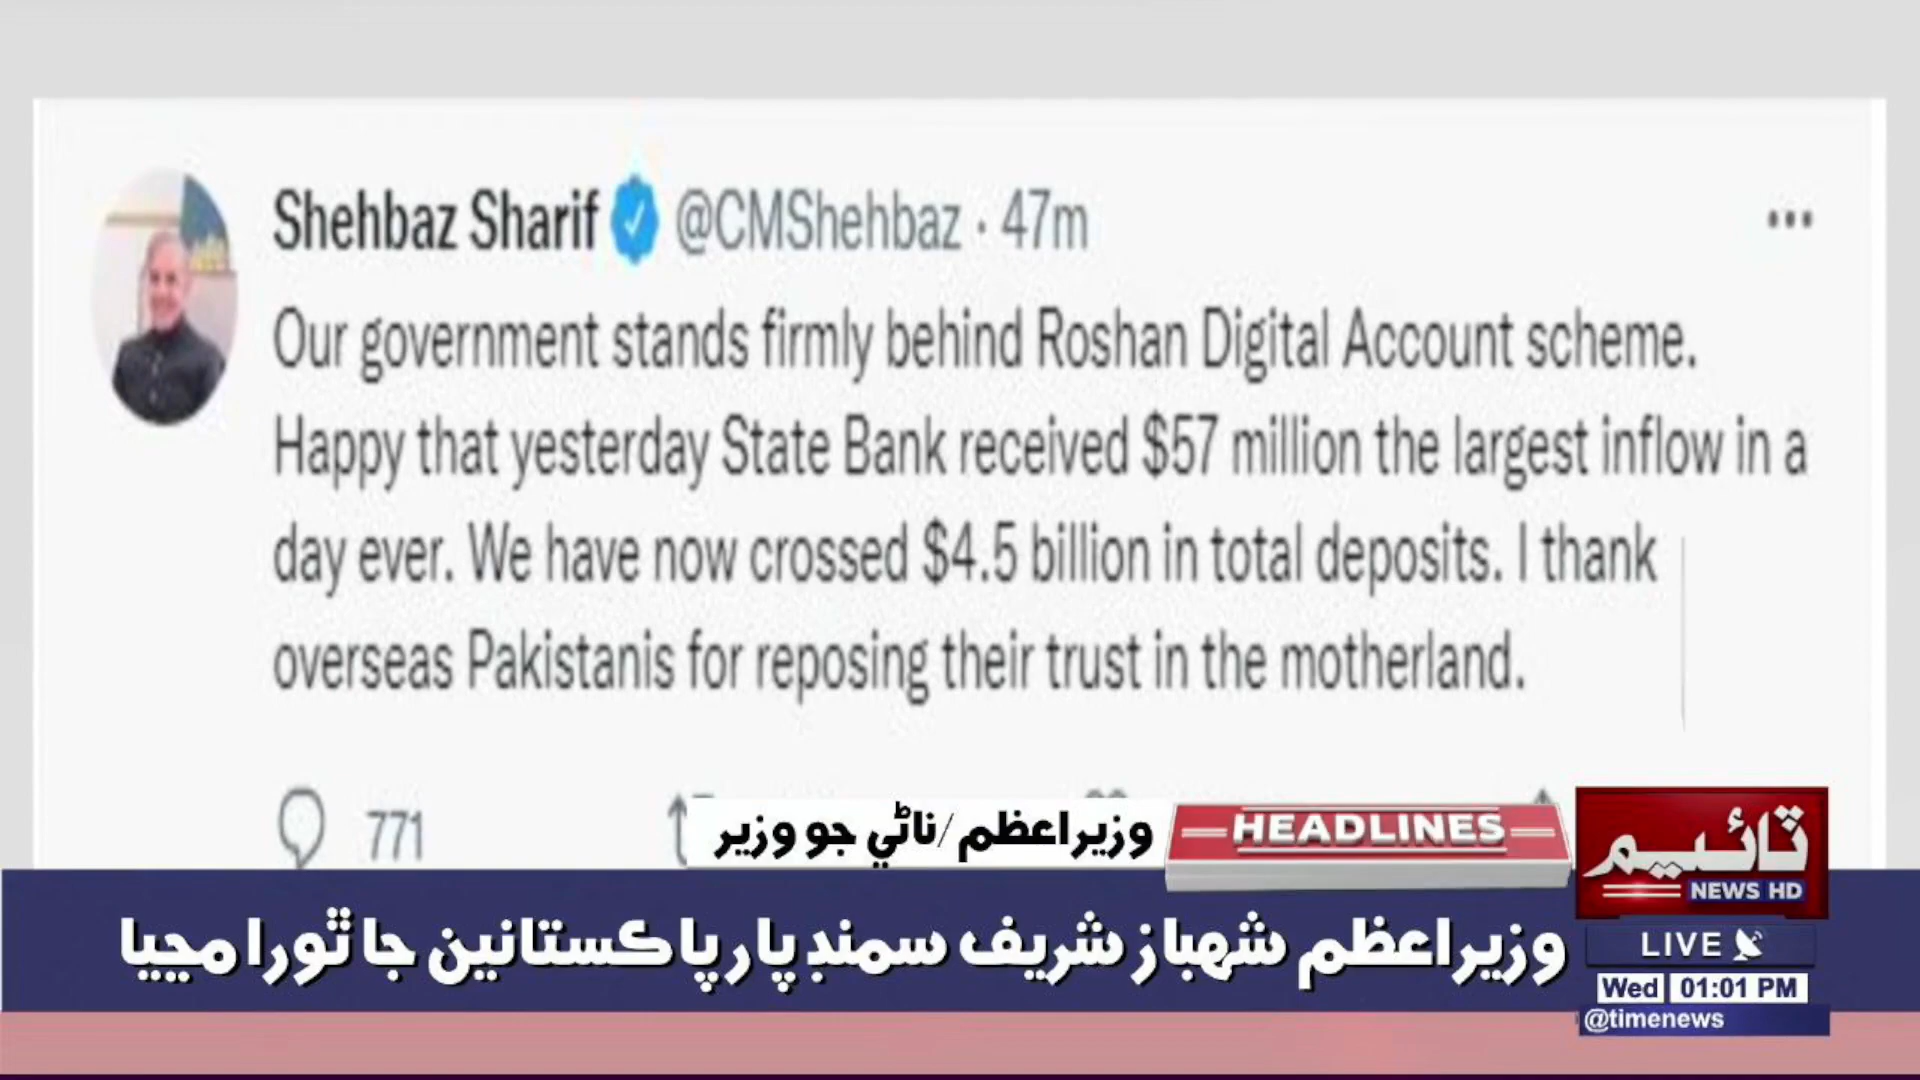 Shehbaz Sharif @CMShehbaz · 47m
Our government stands firmly behind Roshan Digital Account scheme.
Happy that yesterday State Bank received $57 million the largest inflow in a
day ever. We have now crossed $4.5 billion in total deposits. I thank
overseas Pakistanis for reposing their trust in the motherland.
771
وزيراعظم/ناڻي جو وزير
HEADLINES
وزيراعظم شهباز شريف سمنڊ پار پاڪستانين جا ٿورا مڃيا
ٽائيم
NEWS HD
LIVE
Wed 01:01 PM
@timenews